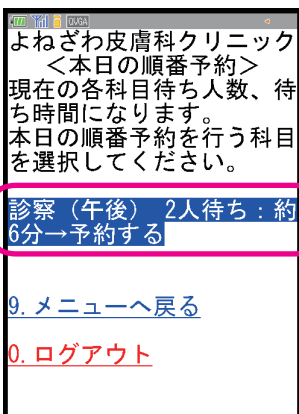 QVGA
よねざわ皮膚科クリニック
＜本日の順番予約＞
現在の各科目待ち人数、待
ち時間になります。
本日の順番予約を行う科目
を選択してください。
診察（午後） 2人待ち：約
6分→予約する
9. メニューへ戻る
0. ログアウト